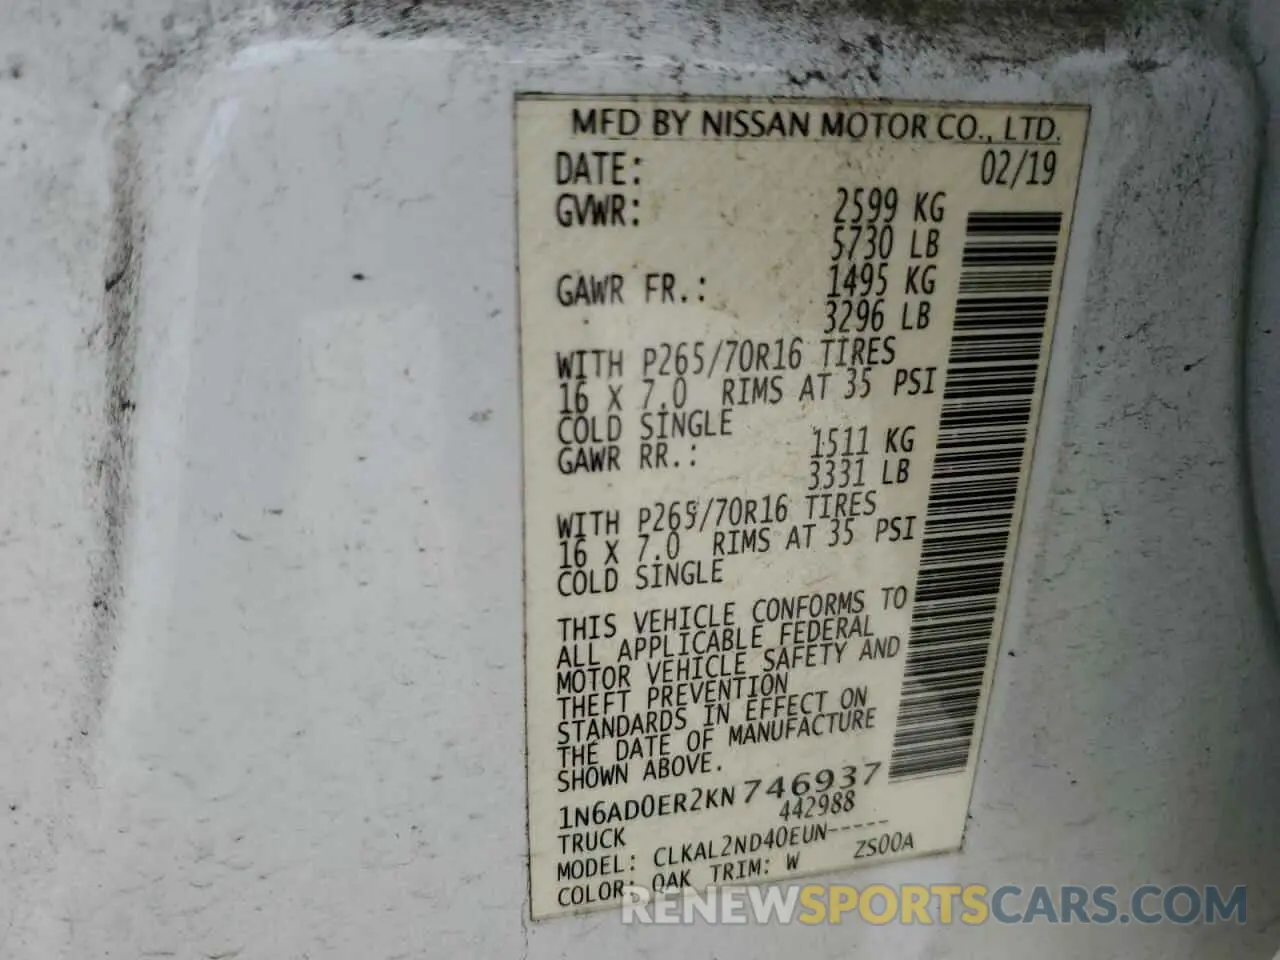 MFD BY NISSAN MOTOR CO., LTD.
DATE: 02/19
GVWR: 2599 KG
5730 LB
GAWR FR.: 1495 KG
3296 LB
WITH P265/70R16 TIRES
16 X 7.0 RIMS AT 35 PSI
COLD SINGLE
GAWR RR.: 1511 KG
3331 LB
WITH P265/70R16 TIRES
16 X 7.0 RIMS AT 35 PSI
COLD SINGLE
THIS VEHICLE CONFORMS TO
ALL APPLICABLE FEDERAL
MOTOR VEHICLE SAFETY AND
THEFT PREVENTION
STANDARDS IN EFFECT ON
THE DATE OF MANUFACTURE
SHOWN ABOVE.
1N6AD0ER2KN746937
TRUCK 442988
MODEL: CLKAL2ND40EUN-----
COLOR: QAK TRIM: W ZS00A
RENEWSPORTSCARS.COM